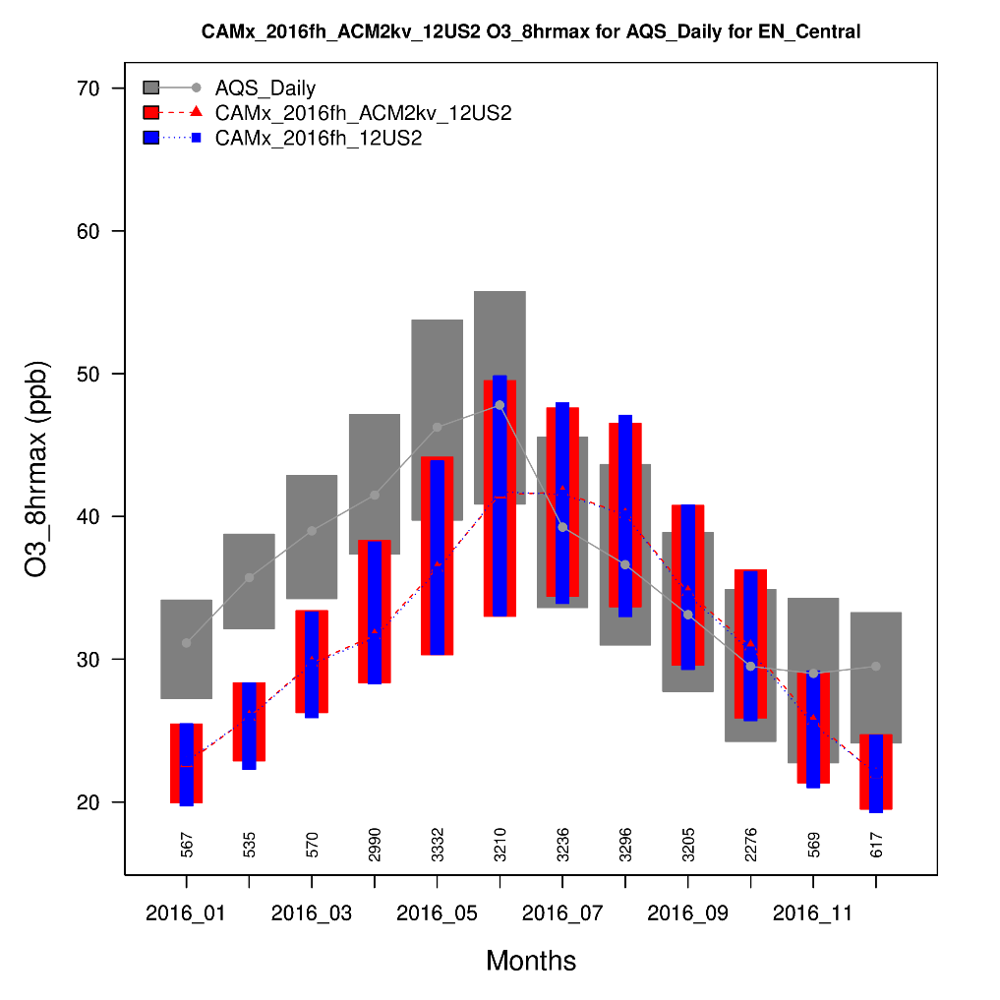 CAMx_2016fh_ACM2kv_12US2 O3_8hrmax for AQS_Daily for EN_Central
AQS_Daily
CAMx_2016fh_ACM2kv_12US2
CAMx_2016fh_12US2
70
60
50
40
30
20
O3_8hrmax (ppb)
567 535 570 2990 3332 3210 3236 3296 3205 2276 569 617
2016_01 2016_03 2016_05 2016_07 2016_09 2016_11
Months